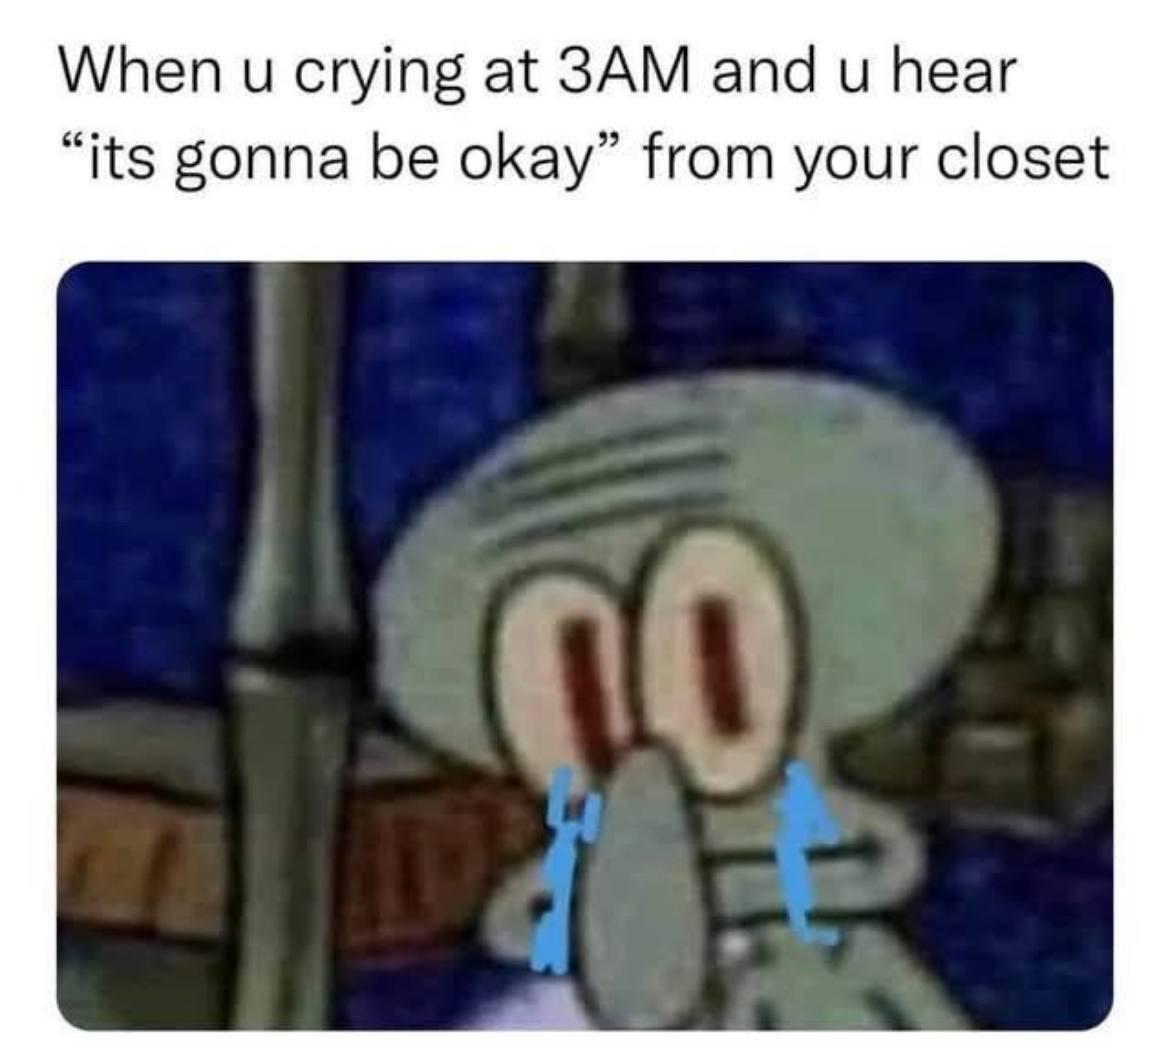 When u crying at 3AM and u hear
“its gonna be okay” from your closet